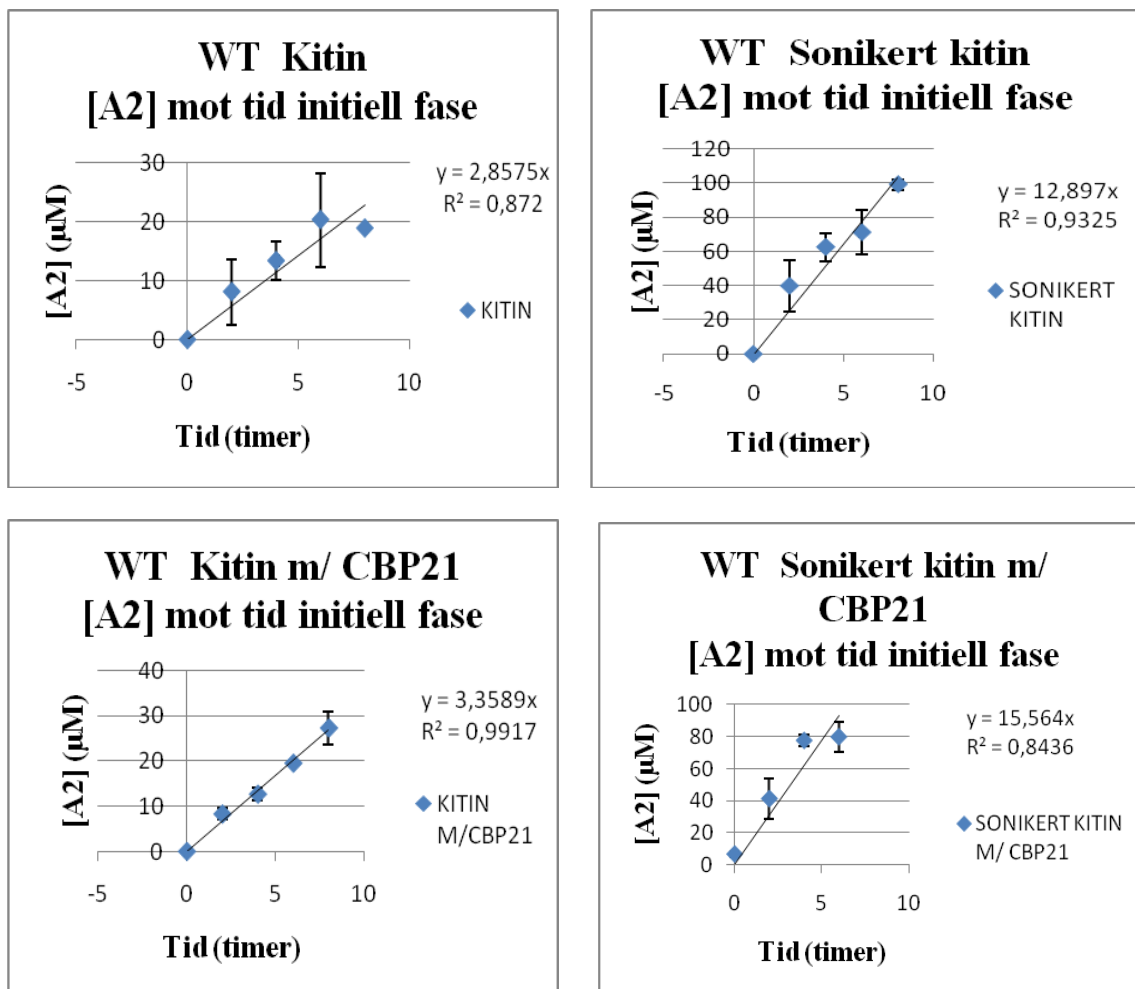 WT Kitin
[A2] mot tid initiell fase
30
20
10
0
-5
0
5
10
[A2] (µM)
Tid (timer)
y = 2,8575x
R² = 0,872
KITIN
WT Sonikert kitin
[A2] mot tid initiell fase
120
100
80
60
40
20
0
-5
0
5
10
[A2] (µM)
Tid (timer)
y = 12,897x
R² = 0,9325
SONIKERT
KITIN
WT Kitin m/ CBP21
[A2] mot tid initiell fase
40
30
20
10
0
-5
0
5
10
[A2] (µM)
Tid (timer)
y = 3,3589x
R² = 0,9917
KITIN
M/CBP21
WT Sonikert kitin m/
CBP21
[A2] mot tid initiell fase
100
80
60
40
20
0
0
5
10
[A2] (µM)
Tid (timer)
y = 15,564x
R² = 0,8436
SONIKERT KITIN
M/ CBP21